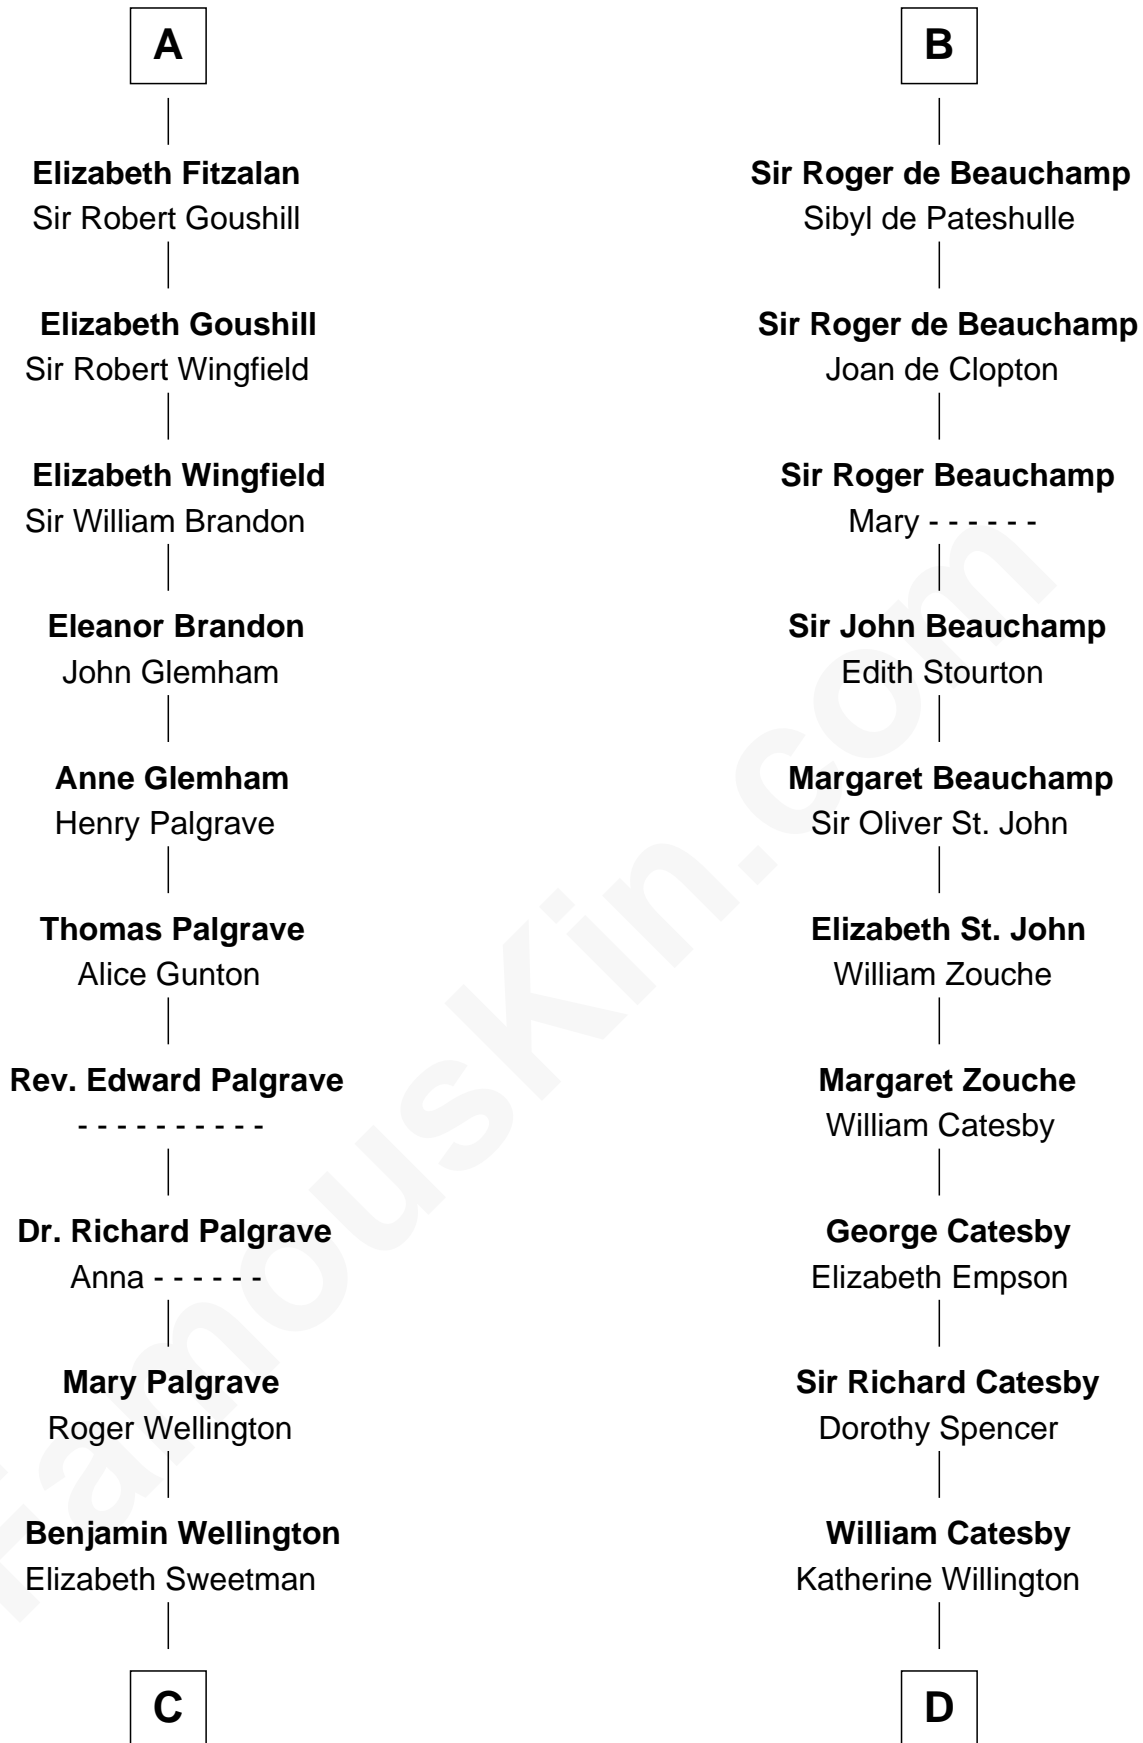 A
Elizabeth Fitzalan
Sir Robert Goushill
Elizabeth Goushill
Sir Robert Wingfield
Elizabeth Wingfield
Sir William Brandon
Eleanor Brandon
John Glemham
Anne Glemham
Henry Palgrave
Thomas Palgrave
Alice Gunton
Rev. Edward Palgrave
- - - - - - - - - -
Dr. Richard Palgrave
Anna - - - - - -
Mary Palgrave
Roger Wellington
Benjamin Wellington
Elizabeth Sweetman
C
B
Sir Roger de Beauchamp
Sibyl de Pateshulle
Sir Roger de Beauchamp
Joan de Clopton
Sir Roger Beauchamp
Mary - - - - - -
Sir John Beauchamp
Edith Stourton
Margaret Beauchamp
Sir Oliver St. John
Elizabeth St. John
William Zouche
Margaret Zouche
William Catesby
George Catesby
Elizabeth Empson
Sir Richard Catesby
Dorothy Spencer
William Catesby
Katherine Willington
D
FamousKin.com